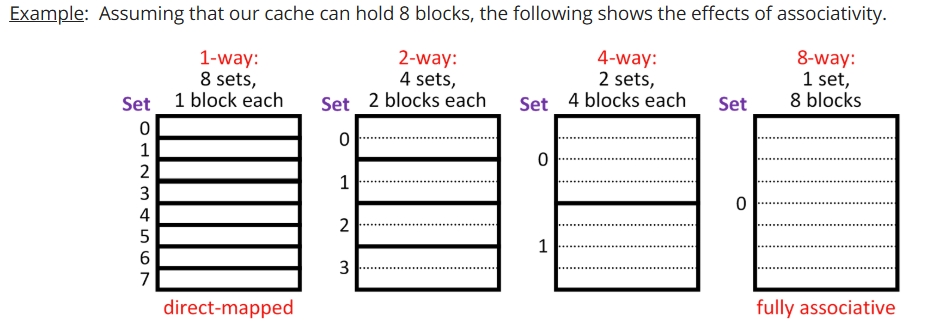 Example: Assuming that our cache can hold 8 blocks, the following shows the effects of associativity.
1-way:
8 sets,
Set 1 block each
0
1
2
3
4
5
6
7
direct-mapped
2-way:
4 sets,
Set 2 blocks each
0
1
2
3
4-way:
2 sets,
Set 4 blocks each
0
1
8-way:
1 set,
Set 8 blocks
0
fully associative